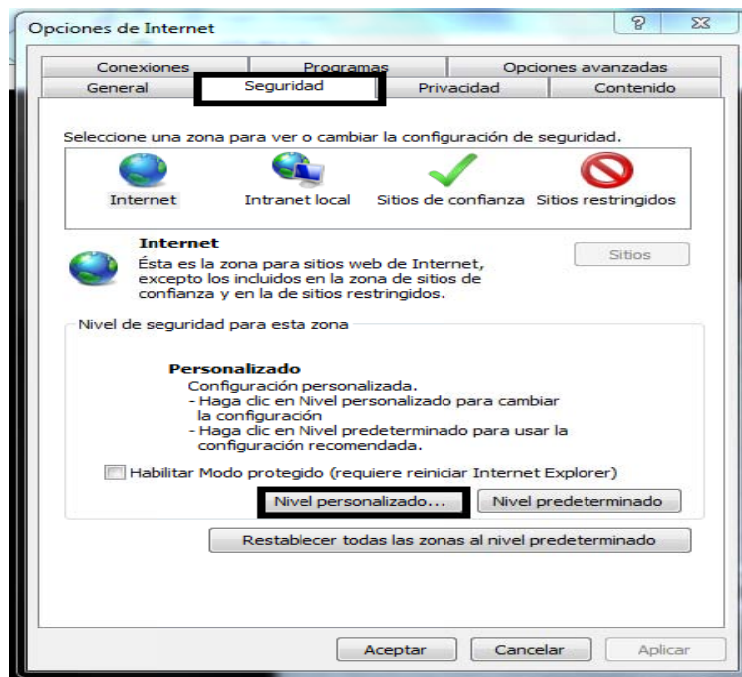 Opciones de Internet
?
Conexiones Programas Opciones avanzadas
General Seguridad Privacidad Contenido
Seleccione una zona para ver o cambiar la configuración de seguridad.
Internet Intranet local Sitios de confianza Sitios restringidos
Internet
Sitios
Ésta es la zona para sitios web de Internet,
excepto los incluidos en la zona de sitios de
confianza y en la de sitios restringidos.
Nivel de seguridad para esta zona
Personalizado
Configuración personalizada.
- Haga clic en Nivel personalizado para cambiar
la configuración
- Haga clic en Nivel predeterminado para usar la
configuración recomendada.
Habilitar Modo protegido (requiere reiniciar Internet Explorer)
Nivel personalizado... Nivel predeterminado
Restablecer todas las zonas al nivel predeterminado
Aceptar Cancelar Aplicar